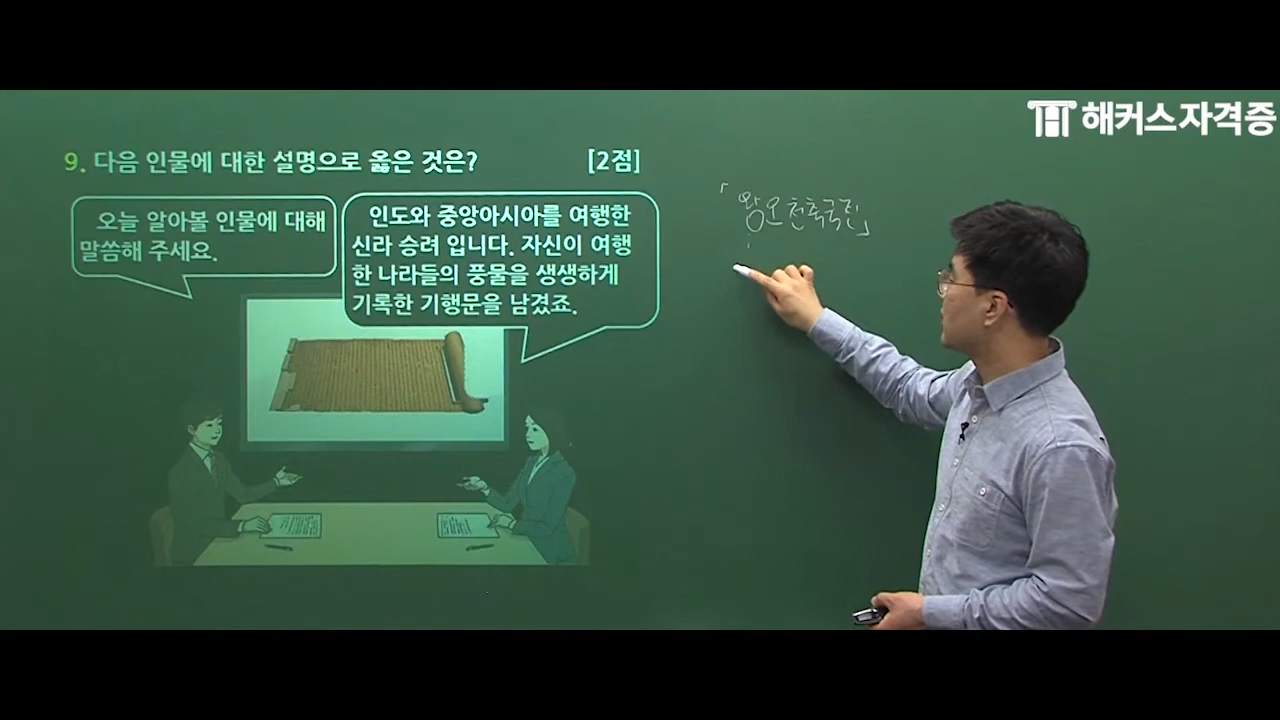 해커스자격증
9. 다음 인물에 대한 설명으로 옳은 것은? [2점]
오늘 알아볼 인물에 대해
말씀해 주세요.
인도와 중앙아시아를 여행한
신라 승려 입니다. 자신이 여행
한 나라들의 풍물을 생생하게
기록한 기행문을 남겼죠.
「왕오천축국전」